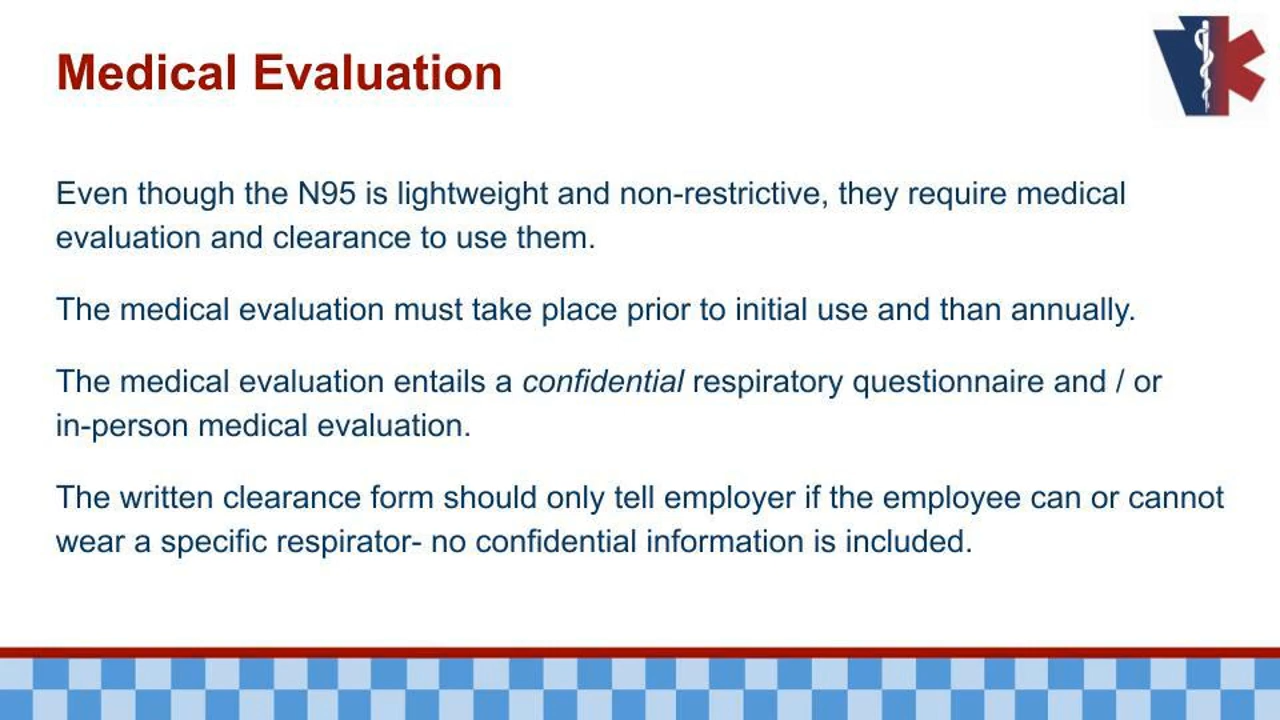 Medical Evaluation
Even though the N95 is lightweight and non-restrictive, they require medical
evaluation and clearance to use them.
The medical evaluation must take place prior to initial use and than annually.
The medical evaluation entails a confidential respiratory questionnaire and / or
in-person medical evaluation.
The written clearance form should only tell employer if the employee can or cannot
wear a specific respirator- no confidential information is included.